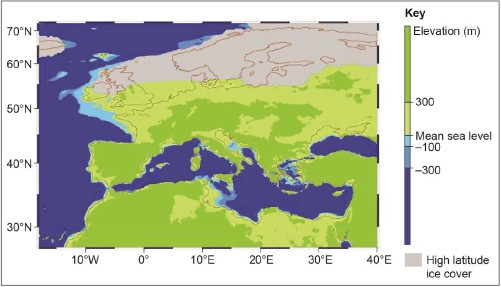 Key
Elevation (m)
300
Mean sea level
–100
–300
High latitude
ice cover
70°N
60°N
50°N
40°N
30°N
10°W 0° 10°E 20°E 30°E 40°E